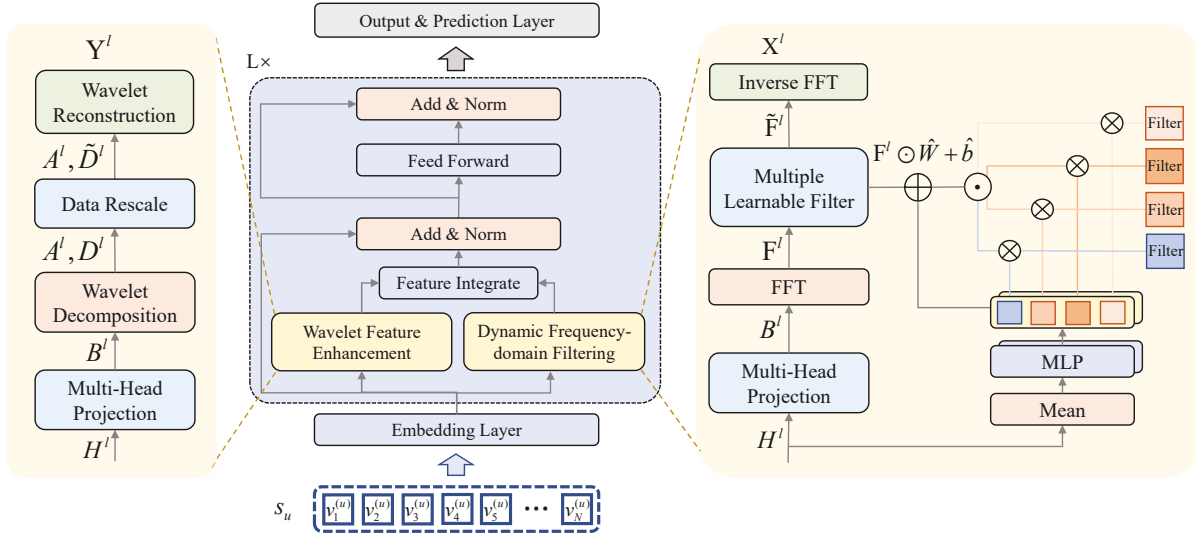 Y^l
Wavelet
Reconstruction
A^l, D̃^l
Data Rescale
A^l, D^l
Wavelet
Decomposition
B^l
Multi-Head
Projection
H^l
Output & Prediction Layer
L×
Add & Norm
Feed Forward
Add & Norm
Feature Integrate
Wavelet Feature
Enhancement
Dynamic Frequency-
domain Filtering
Embedding Layer
s_u
v_1^(u) v_2^(u) v_3^(u) v_4^(u) v_5^(u) ··· v_N^(u)
X^l
Inverse FFT
F̃^l
Multiple
Learnable Filter
F^l
FFT
B^l
Multi-Head
Projection
H^l
F^l ⊙ Ŵ + b̂
Filter
Filter
Filter
Filter
MLP
Mean